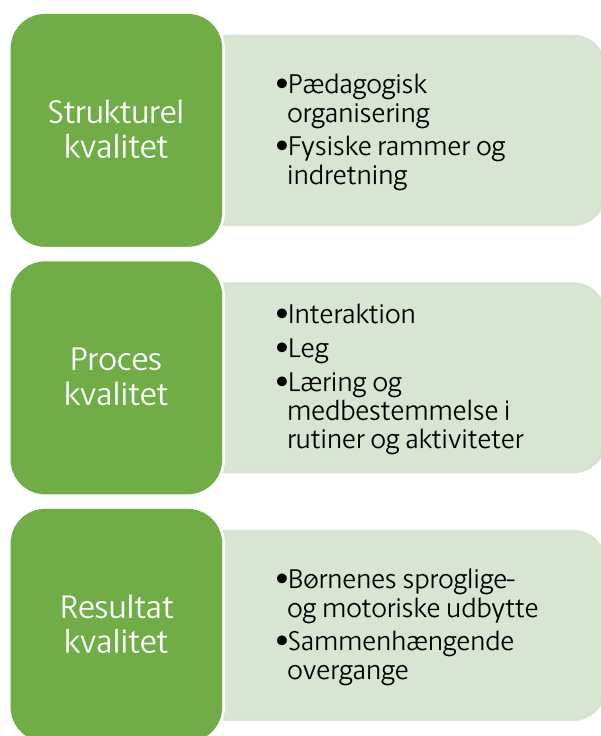 Strukturel
kvalitet
•Pædagogisk
organisering
•Fysiske rammer og
indretning
Proces
kvalitet
•Interaktion
•Leg
•Læring og
medbestemmelse i
rutiner og aktiviteter
Resultat
kvalitet
•Børnenes sproglige-
og motoriske udbytte
•Sammenhængende
overgange